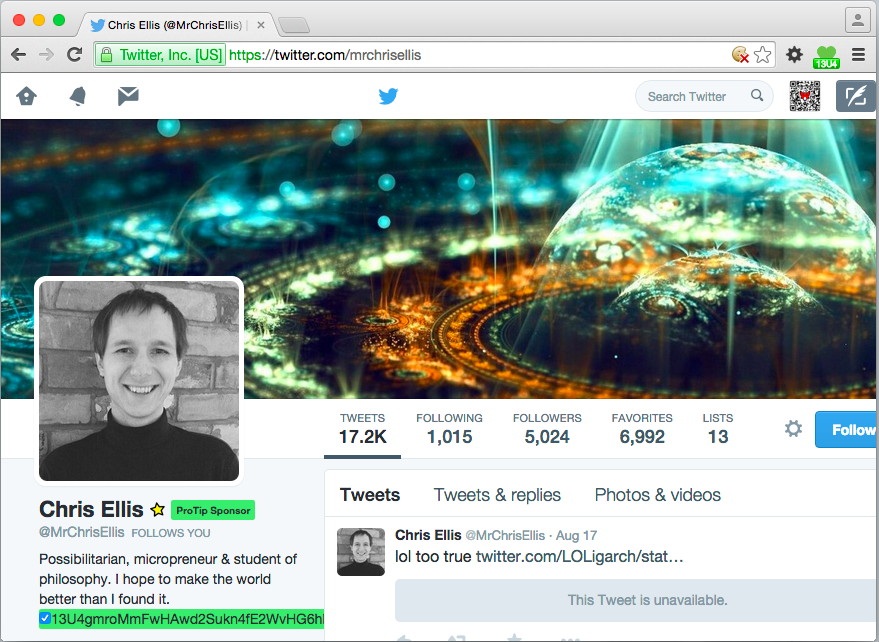 Chris Ellis (@MrChrisEllis) |
Twitter, Inc. [US] https://twitter.com/mrchrisellis
13U4
Search Twitter
TWEETS FOLLOWING FOLLOWERS FAVORITES LISTS
17.2K 1,015 5,024 6,992 13
Follow
Tweets Tweets & replies Photos & videos
Chris Ellis ProTip Sponsor
@MrChrisEllis FOLLOWS YOU
Possibilitarian, micropreneur & student of
philosophy. I hope to make the world
better than I found it.
13U4gmroMmFwHAwd2Sukn4fE2WvHG6h
Chris Ellis @MrChrisEllis · Aug 17
lol too true twitter.com/LOLigarch/stat…
This Tweet is unavailable.